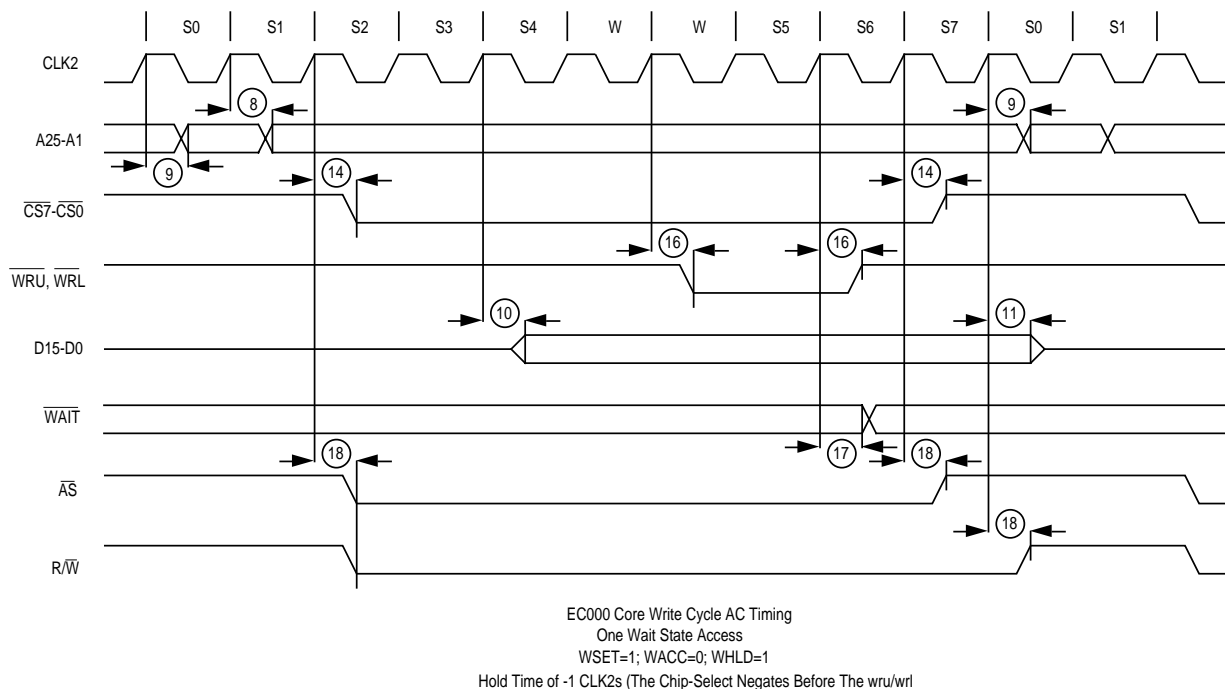 S0 S1 S2 S3 S4 W W S5 S6 S7 S0 S1
CLK2
8 9
A25-A1
9 14 14
CS7-CS0
16 16
WRU, WRL
10 11
D15-D0
WAIT
17
18 18
AS
18
R/W
EC000 Core Write Cycle AC Timing
One Wait State Access
WSET=1; WACC=0; WHLD=1
Hold Time of -1 CLK2s (The Chip-Select Negates Before The wru/wrl